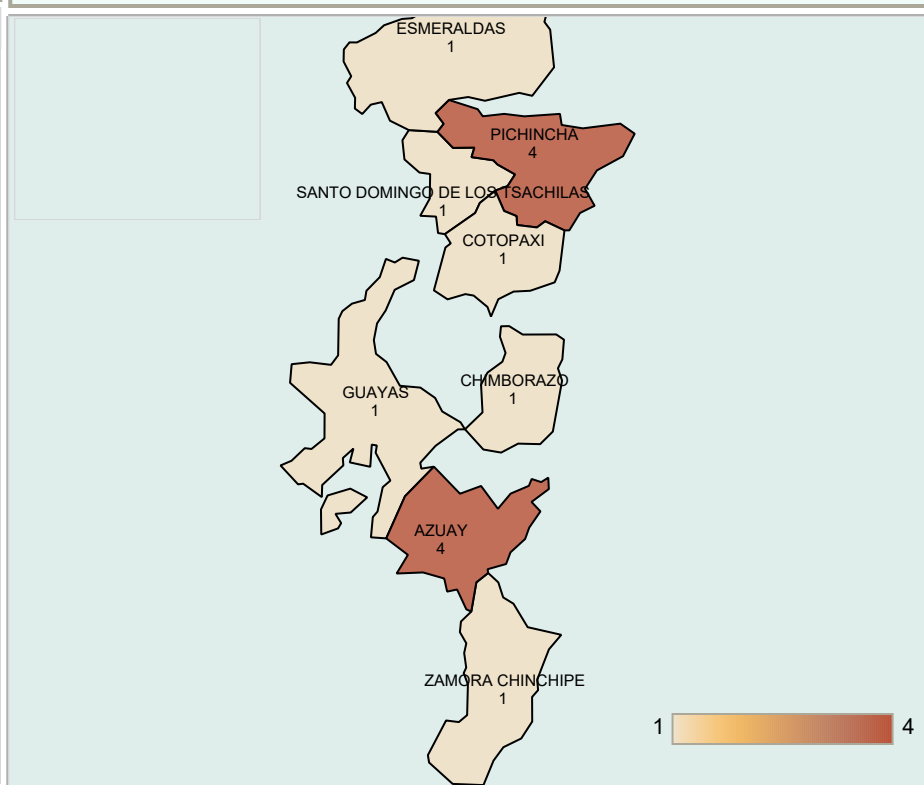 ESMERALDAS
1
PICHINCHA
4
SANTO DOMINGO DE LOS TSACHILAS
1
COTOPAXI
1
CHIMBORAZO
1
GUAYAS
1
AZUAY
4
ZAMORA CHINCHIPE
1
1 4